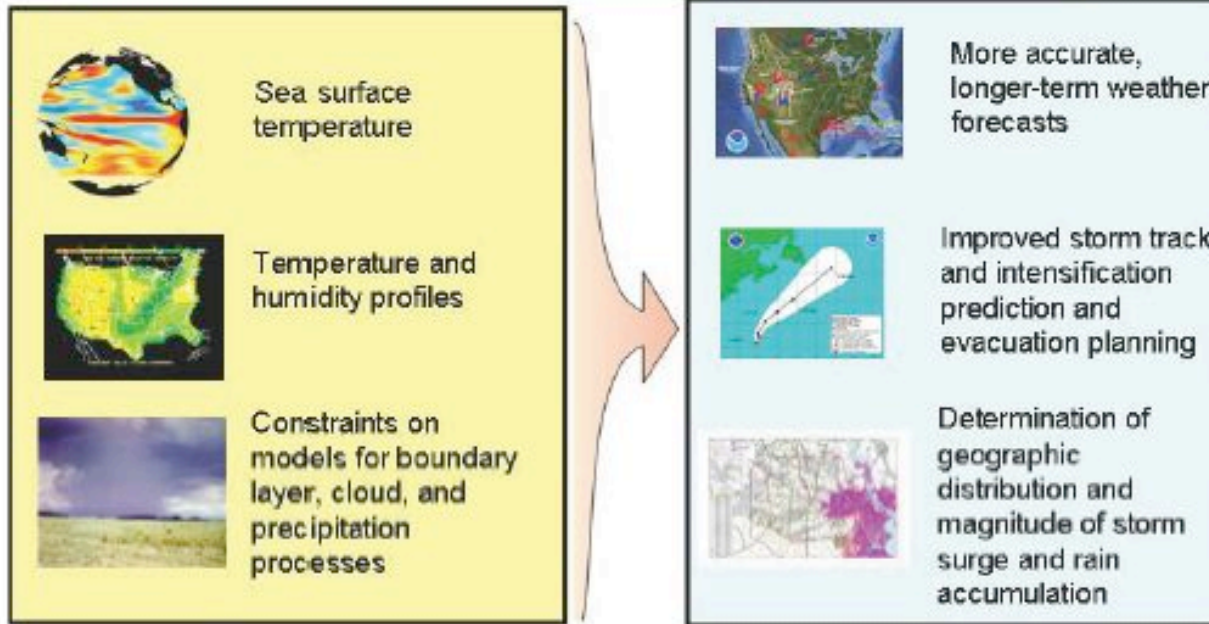 Sea surface
temperature
Temperature and
humidity profiles
Constraints on
models for boundary
layer, cloud, and
precipitation
processes
More accurate,
longer-term weather
forecasts
Improved storm track
and intensification
prediction and
evacuation planning
Determination of
geographic
distribution and
magnitude of storm
surge and rain
accumulation